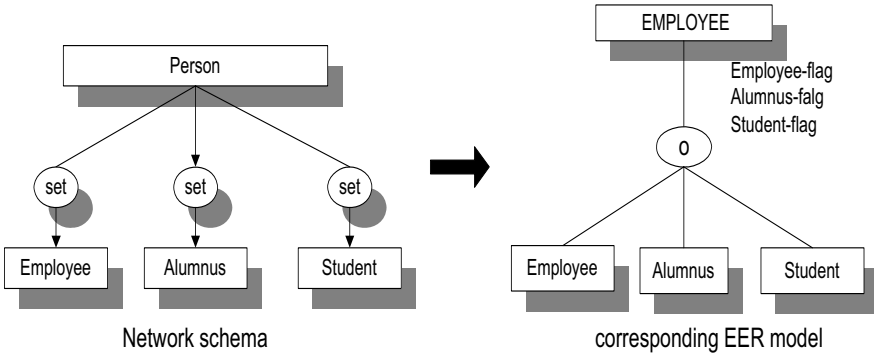 Person
set
set
set
Employee
Alumnus
Student
Network schema
EMPLOYEE
Employee-flag
Alumnus-falg
Student-flag
o
Employee
Alumnus
Student
corresponding EER model